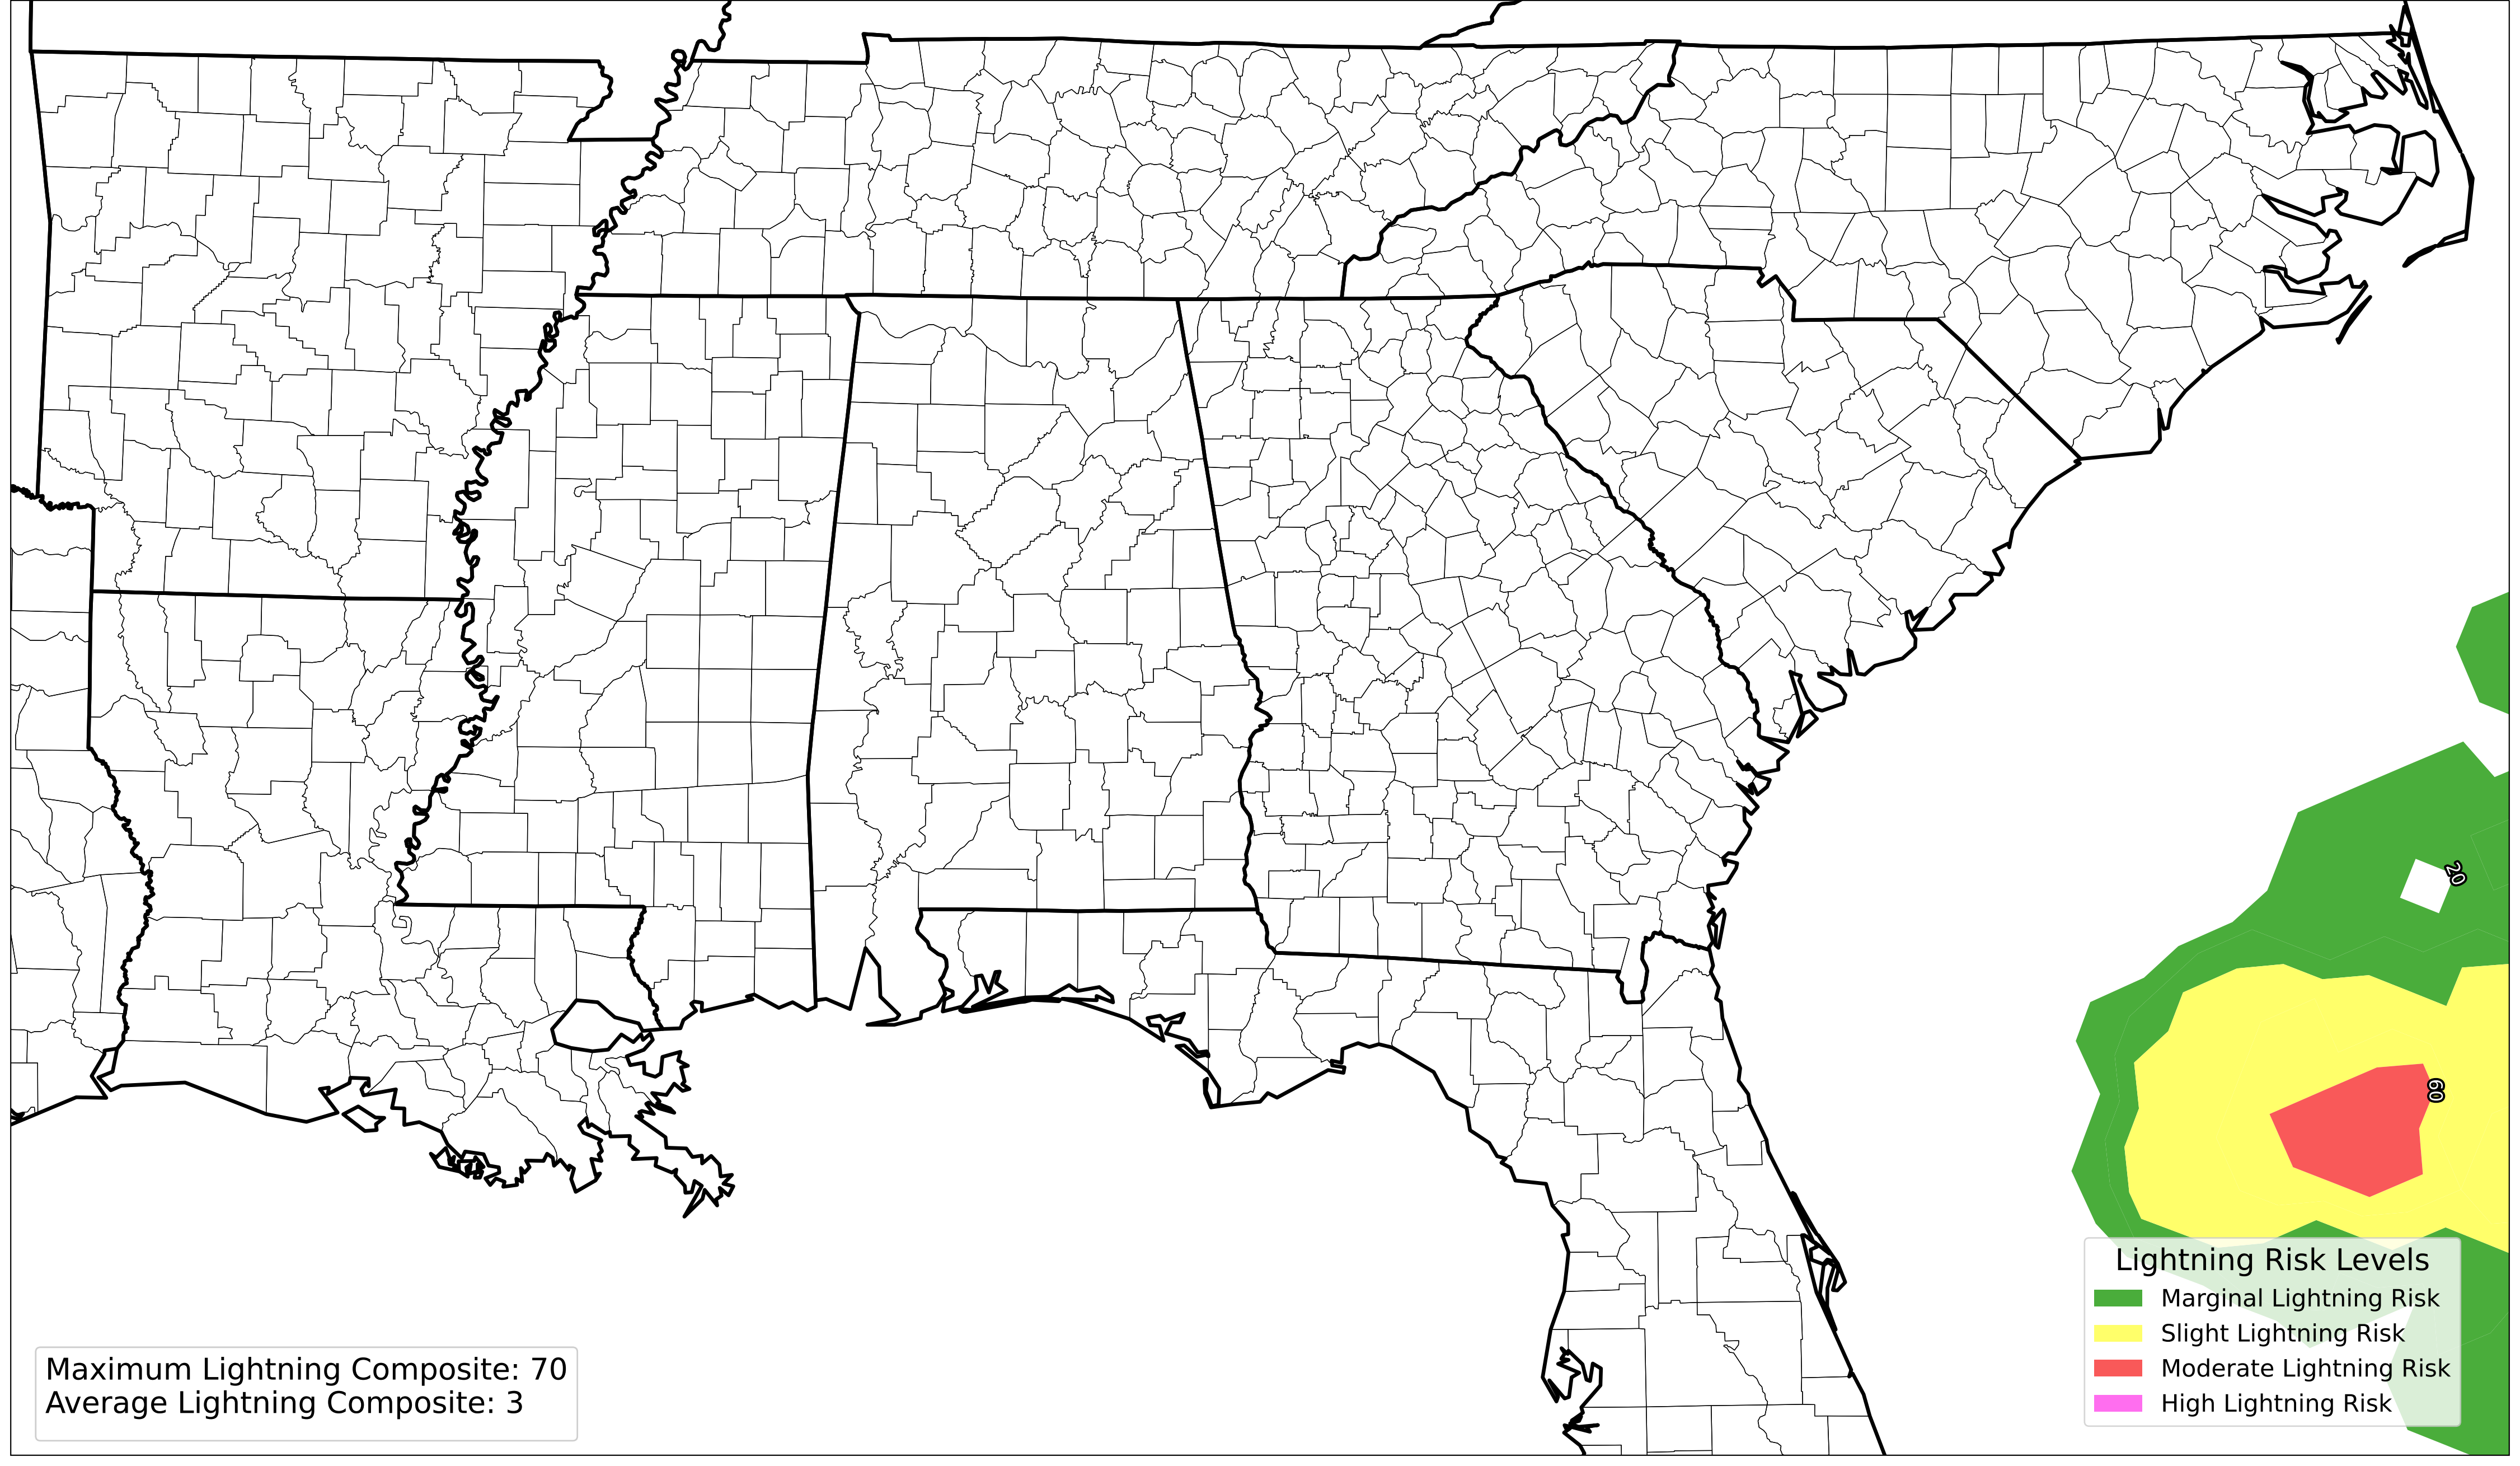 20
60
Lightning Risk Levels
Marginal Lightning Risk
Slight Lightning Risk
Moderate Lightning Risk
High Lightning Risk
Maximum Lightning Composite: 70
Average Lightning Composite: 3